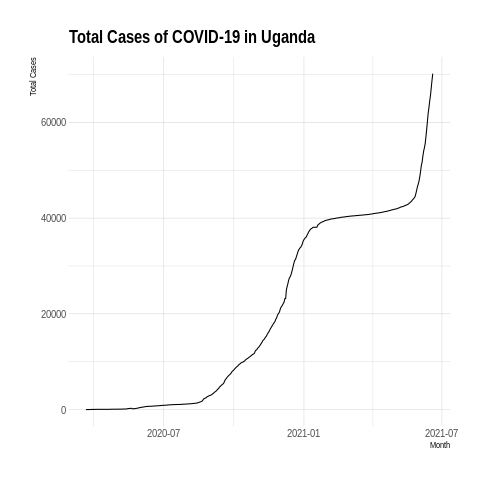 Total Cases of COVID-19 in Uganda
Total Cases
60000
40000
20000
0
2020-07
2021-01
2021-07
Month